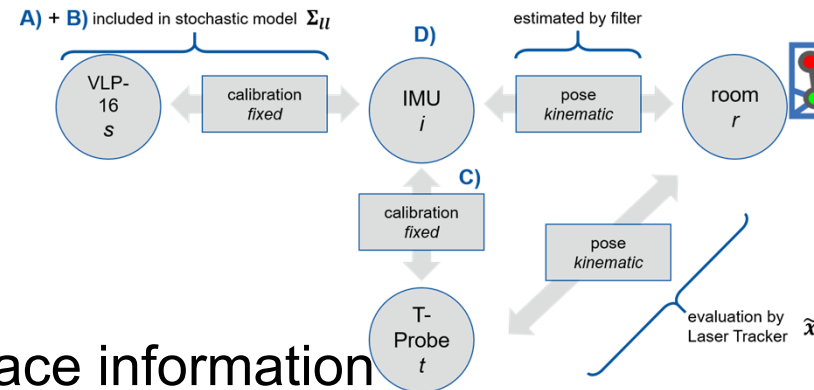 A) + B) included in stochastic model Σₗₗ
estimated by filter
D)
VLP-
16
s
calibration
fixed
IMU
i
pose
kinematic
room
r
C)
calibration
fixed
pose
kinematic
T-
Probe
t
evaluation by
Laser Tracker x̃
ace information